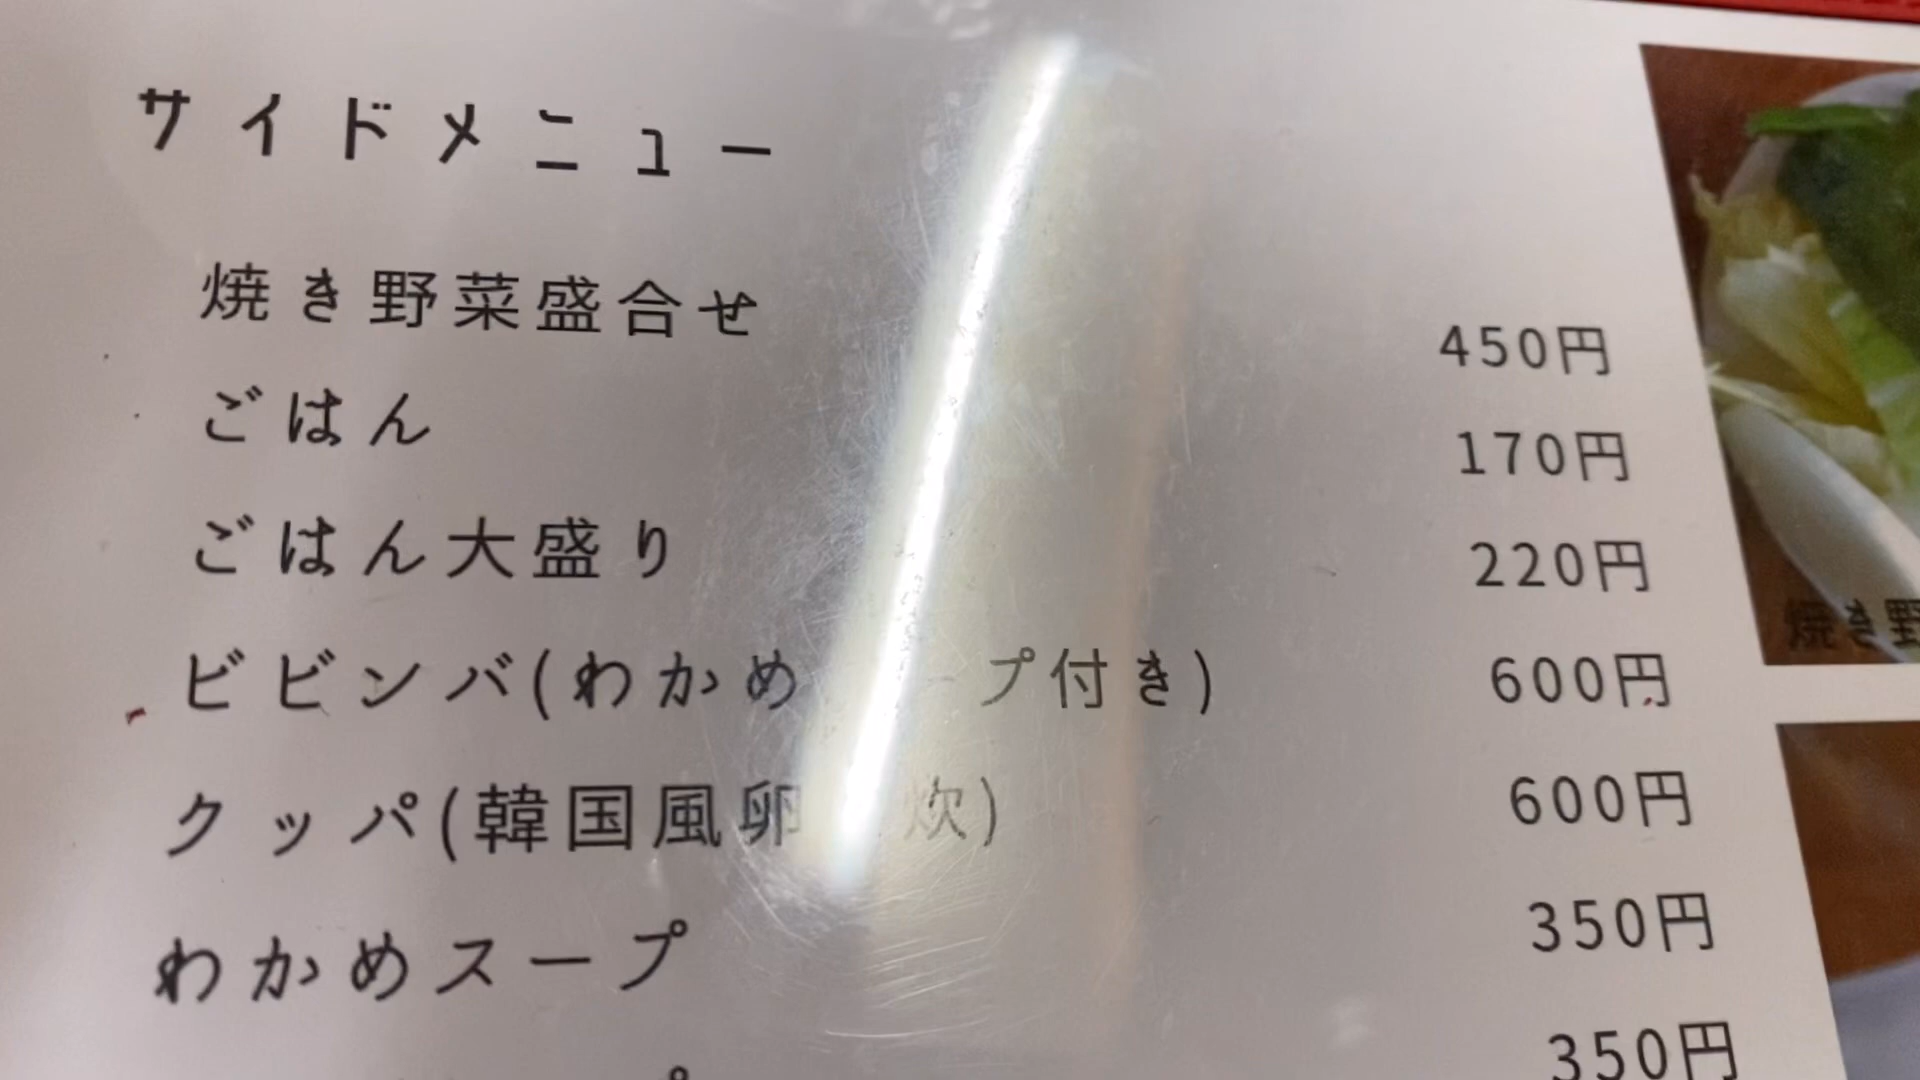 サイドメニュー
焼き野菜盛合せ 450円
ごはん 170円
ごはん大盛り 220円
ビビンバ(わかめ プ付き) 600円
クッパ(韓国風卵 炊) 600円
わかめスープ 350円
350円
焼き野